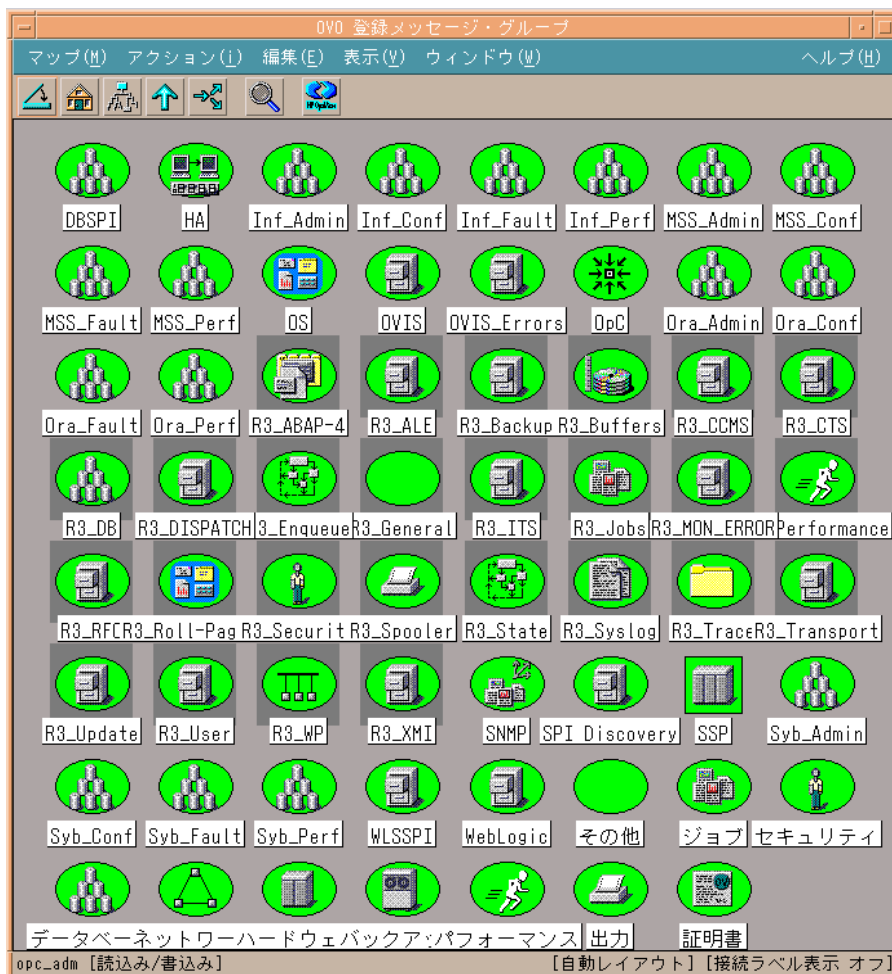 OVO 登録メッセージ・グループ
マップ(M) アクション(i) 編集(E) 表示(V) ウィンドウ(W) ヘルプ(H)
DBSPI HA Inf_Admin Inf_Conf Inf_Fault Inf_Perf MSS_Admin MSS_Conf
MSS_Fault MSS_Perf OS OVIS OVIS_Errors OpC Ora_Admin Ora_Conf
Ora_Fault Ora_Perf R3_ABAP-4 R3_ALE R3_Backup R3_Buffers R3_CCMS R3_CTS
R3_DB R3_DISPATCH 3_Enqueue R3_General R3_ITS R3_Jobs R3_MON_ERROR Performance
R3_RFC R3_Roll-Pag R3_Securit R3_Spooler R3_State R3_Syslog R3_Trace R3_Transport
R3_Update R3_User R3_WP R3_XMI SNMP SPI Discovery SSP Syb_Admin
Syb_Conf Syb_Fault Syb_Perf WLSSPI WebLogic その他 ジョブ セキュリティ
データベー ネットワー ハードウェ バックア パフォーマンス 出力 証明書
opc_adm [読込み/書込み] [自動レイアウト] [接続ラベル表示 オフ]